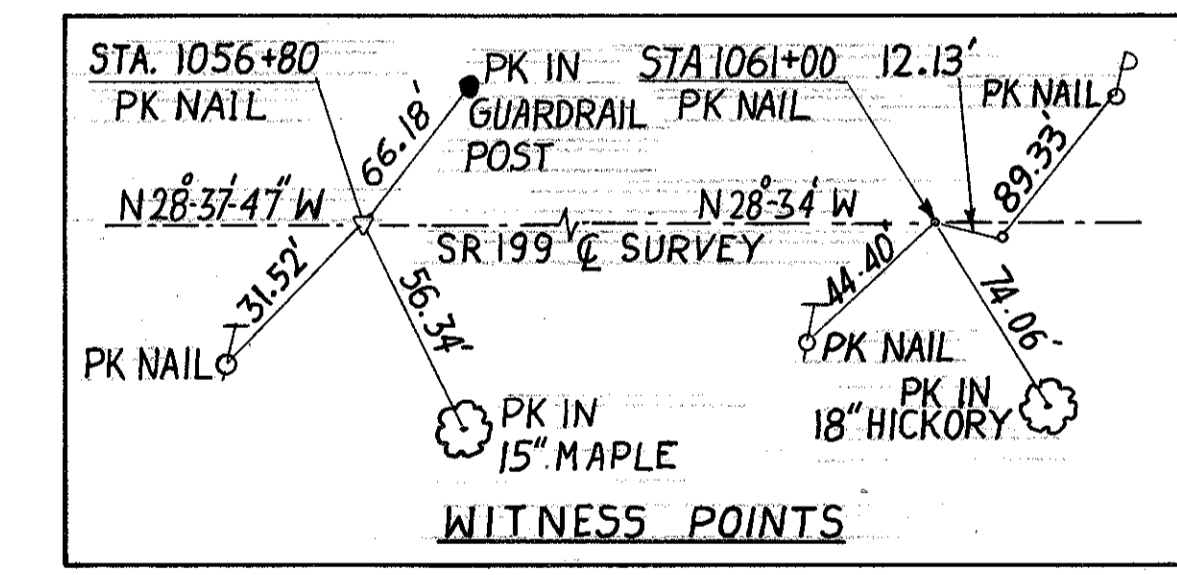 STA. 1056+80
PK NAIL
66.18'
PK IN
GUARDRAIL
POST
STA 1061+00
PK NAIL
12.13'
PK NAIL
89.33'
N 28°-37'-47" W
N 28°-34' W
SR 199 ℄ SURVEY
31.52'
56.34'
44.40'
74.06'
PK NAIL
PK IN
15" MAPLE
PK NAIL
PK IN
18" HICKORY
WITNESS POINTS